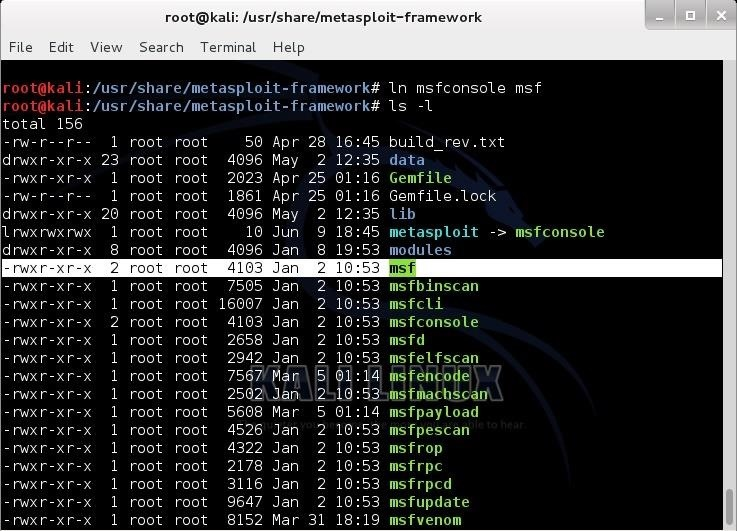 root@kali: /usr/share/metasploit-framework
File Edit View Search Terminal Help
root@kali:/usr/share/metasploit-framework# ln msfconsole msf
root@kali:/usr/share/metasploit-framework# ls -l
total 156
-rw-r--r-- 1 root root 50 Apr 28 16:45 build_rev.txt
drwxr-xr-x 23 root root 4096 May 2 12:35 data
-rw-r--r-x 1 root root 2023 Apr 25 01:16 Gemfile
-rw-r--r-- 1 root root 1861 Apr 25 01:16 Gemfile.lock
drwxr-xr-x 20 root root 4096 May 2 12:35 lib
lrwxrwxrwx 1 root root 10 Jun 9 18:45 metasploit -> msfconsole
drwxr-xr-x 8 root root 4096 Jan 8 19:53 modules
-rwxr-xr-x 2 root root 4103 Jan 2 10:53 msf
-rwxr-xr-x 1 root root 7505 Jan 2 10:53 msfbinscan
-rwxr-xr-x 1 root root 16007 Jan 2 10:53 msfcli
-rwxr-xr-x 2 root root 4103 Jan 2 10:53 msfconsole
-rwxr-xr-x 1 root root 2658 Jan 2 10:53 msfd
-rwxr-xr-x 1 root root 2942 Jan 2 10:53 msfelfscan
-rwxr-xr-x 1 root root 7567 Mar 5 01:14 msfencode
-rwxr-xr-x 1 root root 2502 Jan 2 10:53 msfmachscan
-rwxr-xr-x 1 root root 5608 Mar 5 01:14 msfpayload
-rwxr-xr-x 1 root root 4526 Jan 2 10:53 msfpescan
-rwxr-xr-x 1 root root 4322 Jan 2 10:53 msfrop
-rwxr-xr-x 1 root root 2178 Jan 2 10:53 msfrpc
-rwxr-xr-x 1 root root 3116 Jan 2 10:53 msfrpcd
-rwxr-xr-x 1 root root 9647 Jan 2 10:53 msfupdate
-rwxr-xr-x 1 root root 8152 Mar 31 18:19 msfvenom
KALI LINUX